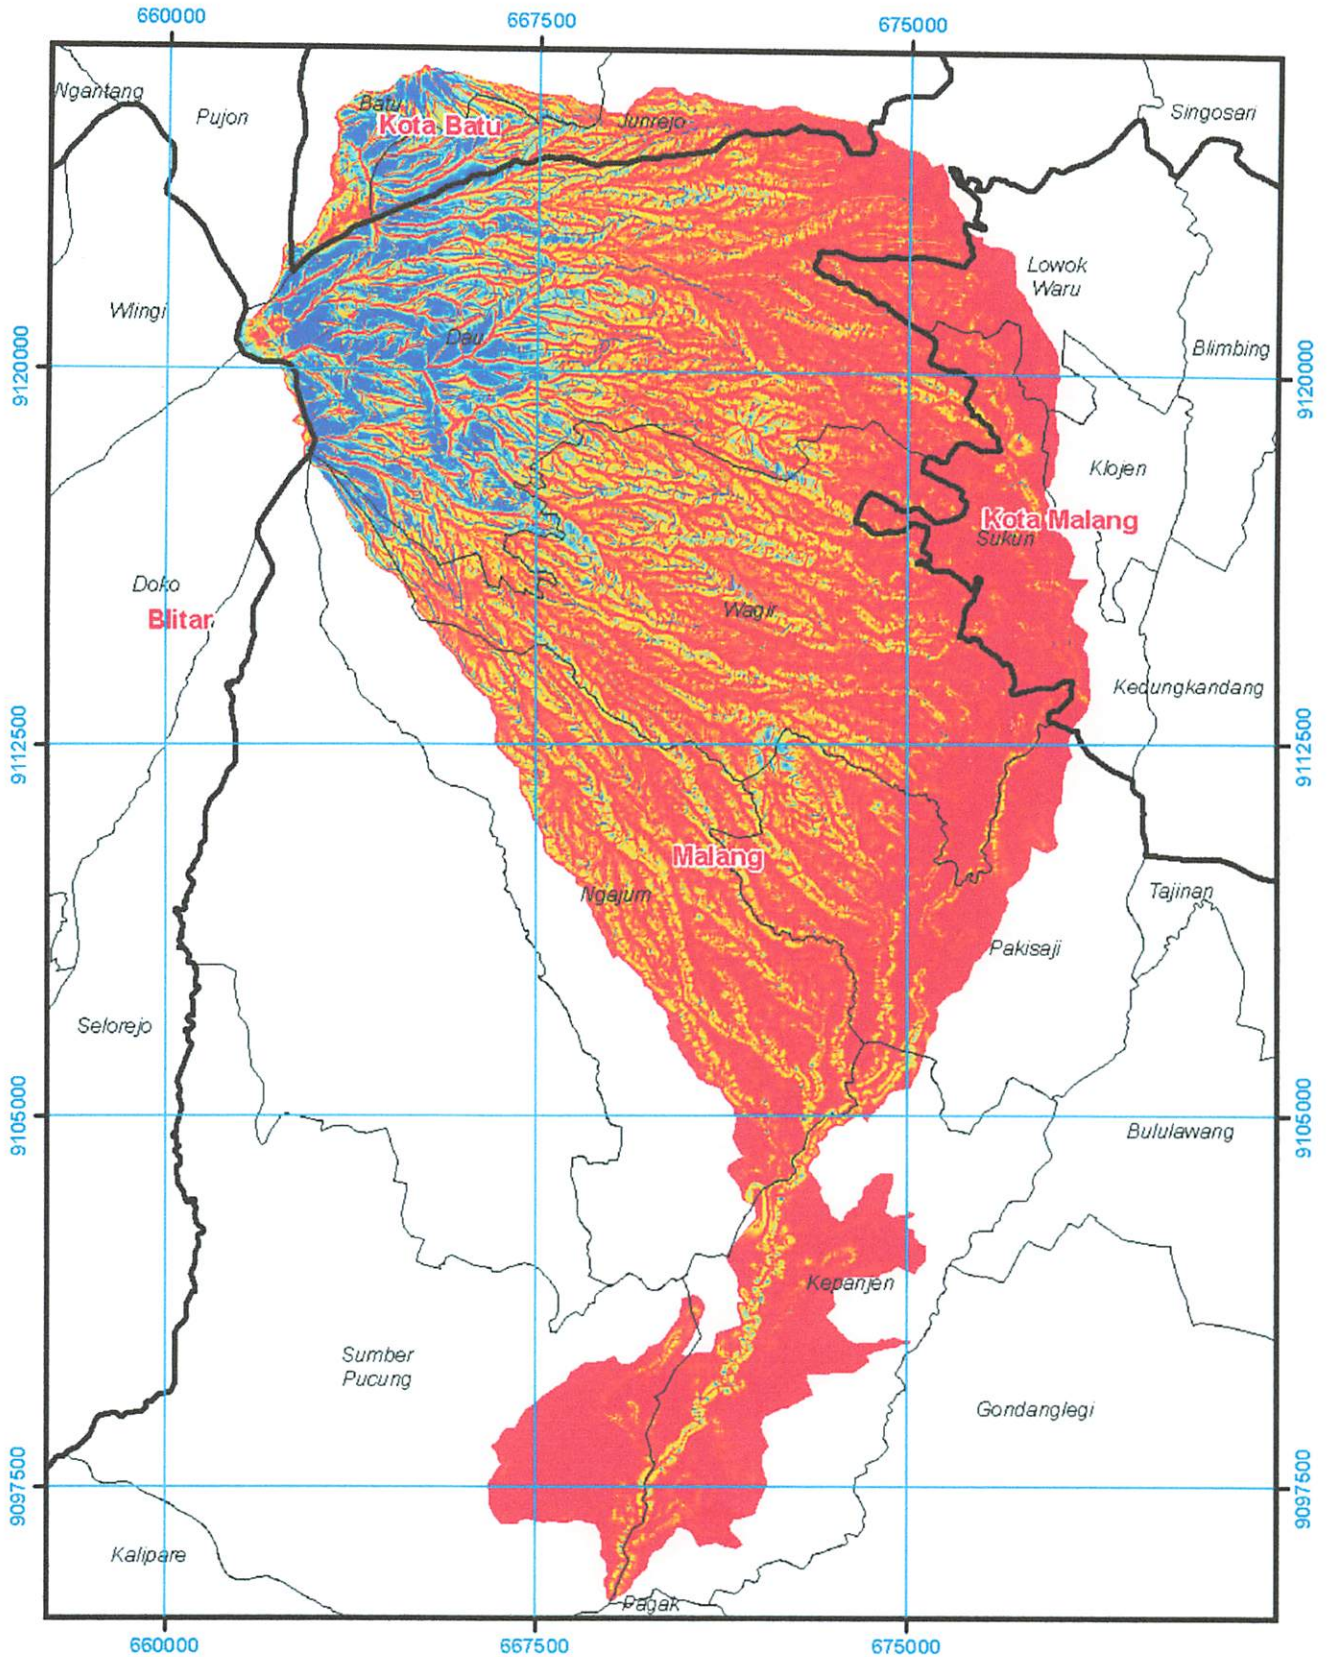 660000
667500
675000
Ngantang
Pujon
Batu
Kota Batu
Junrejo
Singosari
Wlingi
Lowok
Waru
Dau
Blimbing
9120000
9120000
Klojen
Kota Malang
Sukun
Doko
Blitar
Wagir
Kedungkandang
9112500
9112500
Malang
Ngajum
Tajinan
Pakisaji
Selorejo
9105000
9105000
Bululawang
Kepanjen
Sumber
Pucung
Gondanglegi
9097500
9097500
Kalipare
Pagak
660000
667500
675000